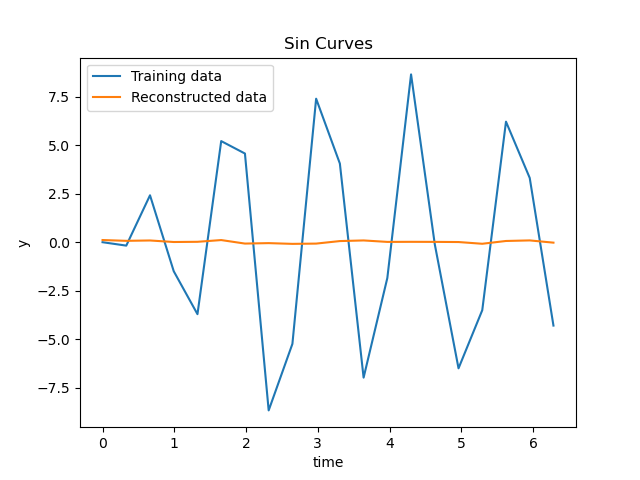 Sin Curves
Training data
Reconstructed data
7.5
5.0
2.5
0.0
−2.5
−5.0
−7.5
y
0 1 2 3 4 5 6
time